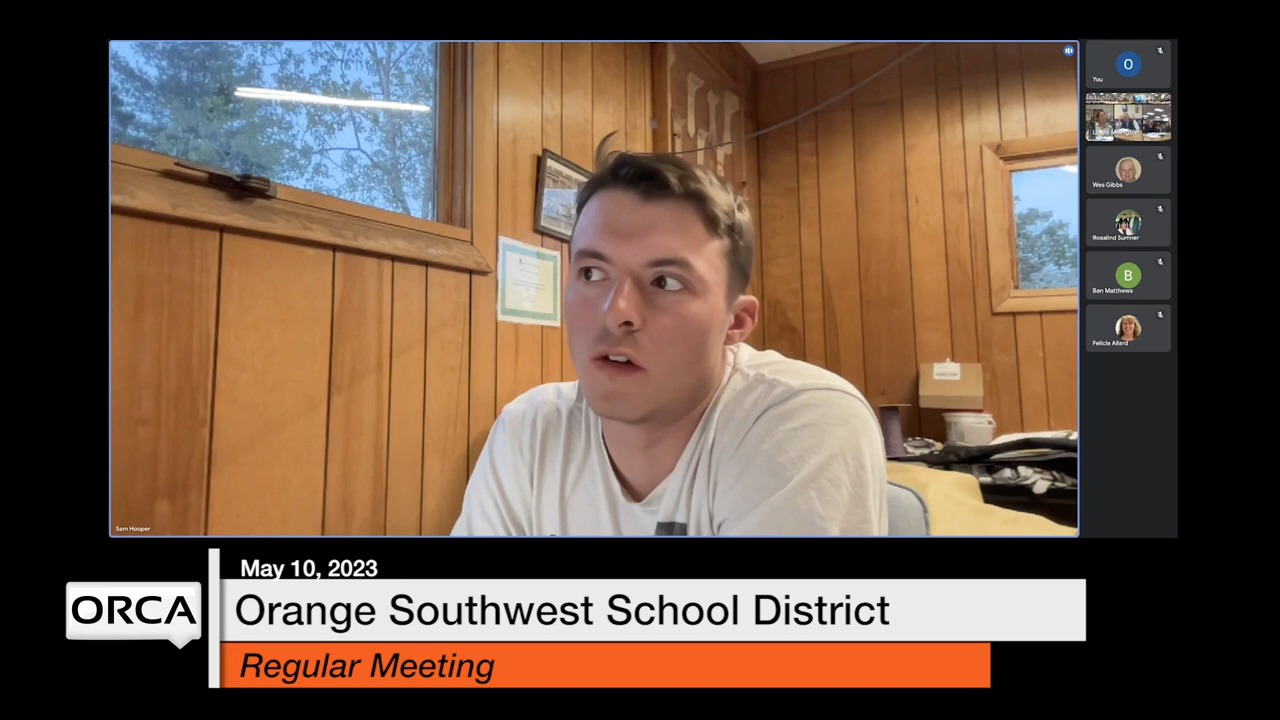 O
You
Wes Gibbs
Rosalind Sumner
B
Ben Matthews
Felicia Allard
Sam Hooper
May 10, 2023
ORCA
Orange Southwest School District
Regular Meeting